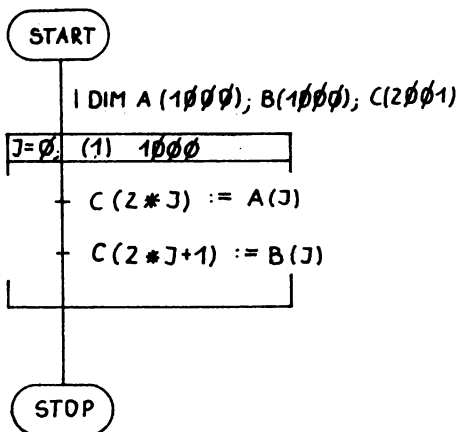 START
| DIM A (1000); B(1000); C(2001)
J=0; (1) 1000
C (2 * J) := A(J)
C(2 * J+1) := B(J)
STOP